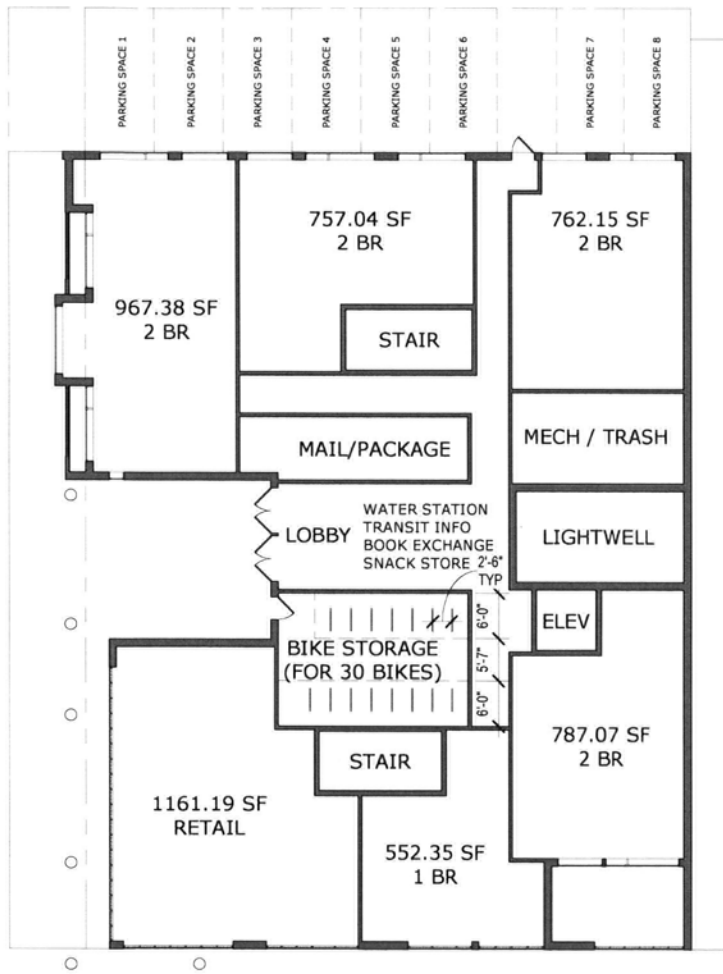 PARKING SPACE 1
PARKING SPACE 2
PARKING SPACE 3
PARKING SPACE 4
PARKING SPACE 5
PARKING SPACE 6
PARKING SPACE 7
PARKING SPACE 8
757.04 SF
2 BR
762.15 SF
2 BR
967.38 SF
2 BR
STAIR
MAIL/PACKAGE
MECH / TRASH
LOBBY
WATER STATION
TRANSIT INFO
BOOK EXCHANGE
SNACK STORE
2'-6"
TYP
LIGHTWELL
ELEV
6'-0"
5'-7"
6'-0"
BIKE STORAGE
(FOR 30 BIKES)
STAIR
787.07 SF
2 BR
1161.19 SF
RETAIL
552.35 SF
1 BR